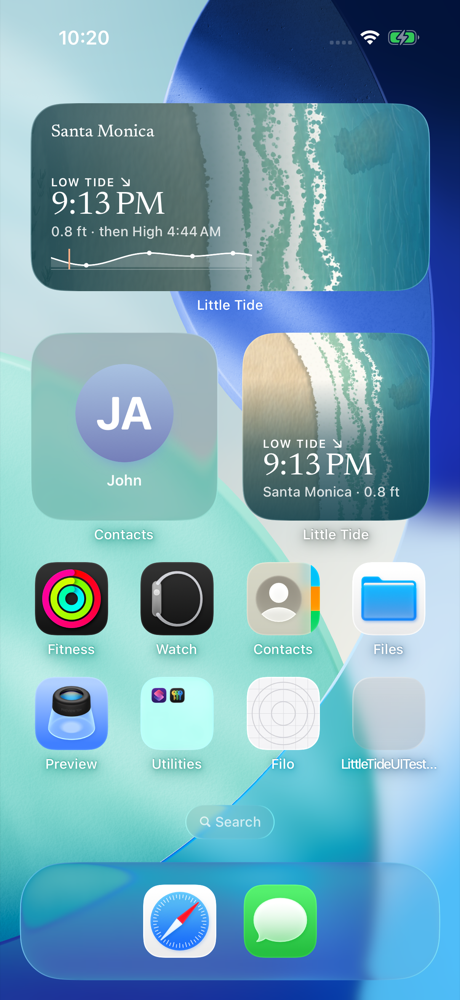 10:20
Santa Monica
LOW TIDE ↘
9:13 PM
0.8 ft · then High 4:44 AM
Little Tide
JA
John
Contacts
LOW TIDE ↘
9:13 PM
Santa Monica · 0.8 ft
Little Tide
Fitness
Watch
Contacts
Files
Preview
Utilities
Filo
LittleTideUITest...
Search